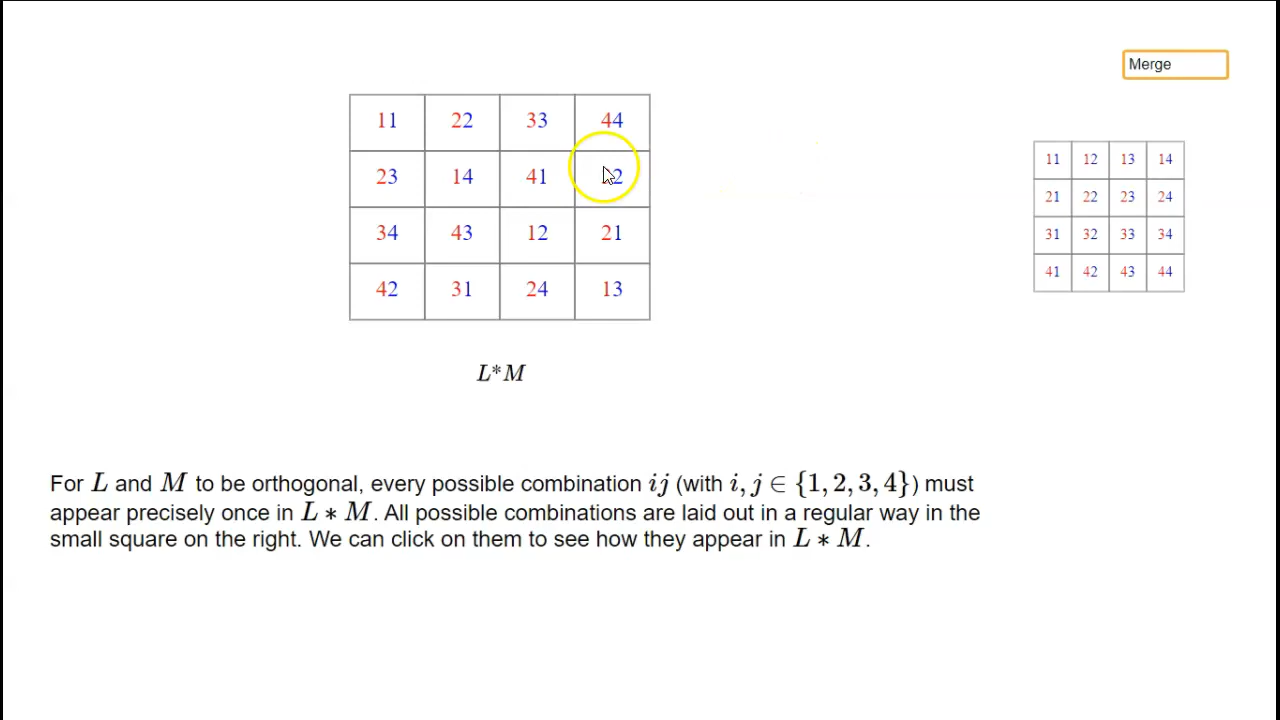 Merge
11 22 33 44
23 14 41 2
34 43 12 21
42 31 24 13
11 12 13 14
21 22 23 24
31 32 33 34
41 42 43 44
L*M
For L and M to be orthogonal, every possible combination ij (with i, j ∈ {1, 2, 3, 4}) must
appear precisely once in L ∗ M. All possible combinations are laid out in a regular way in the
small square on the right. We can click on them to see how they appear in L ∗ M.